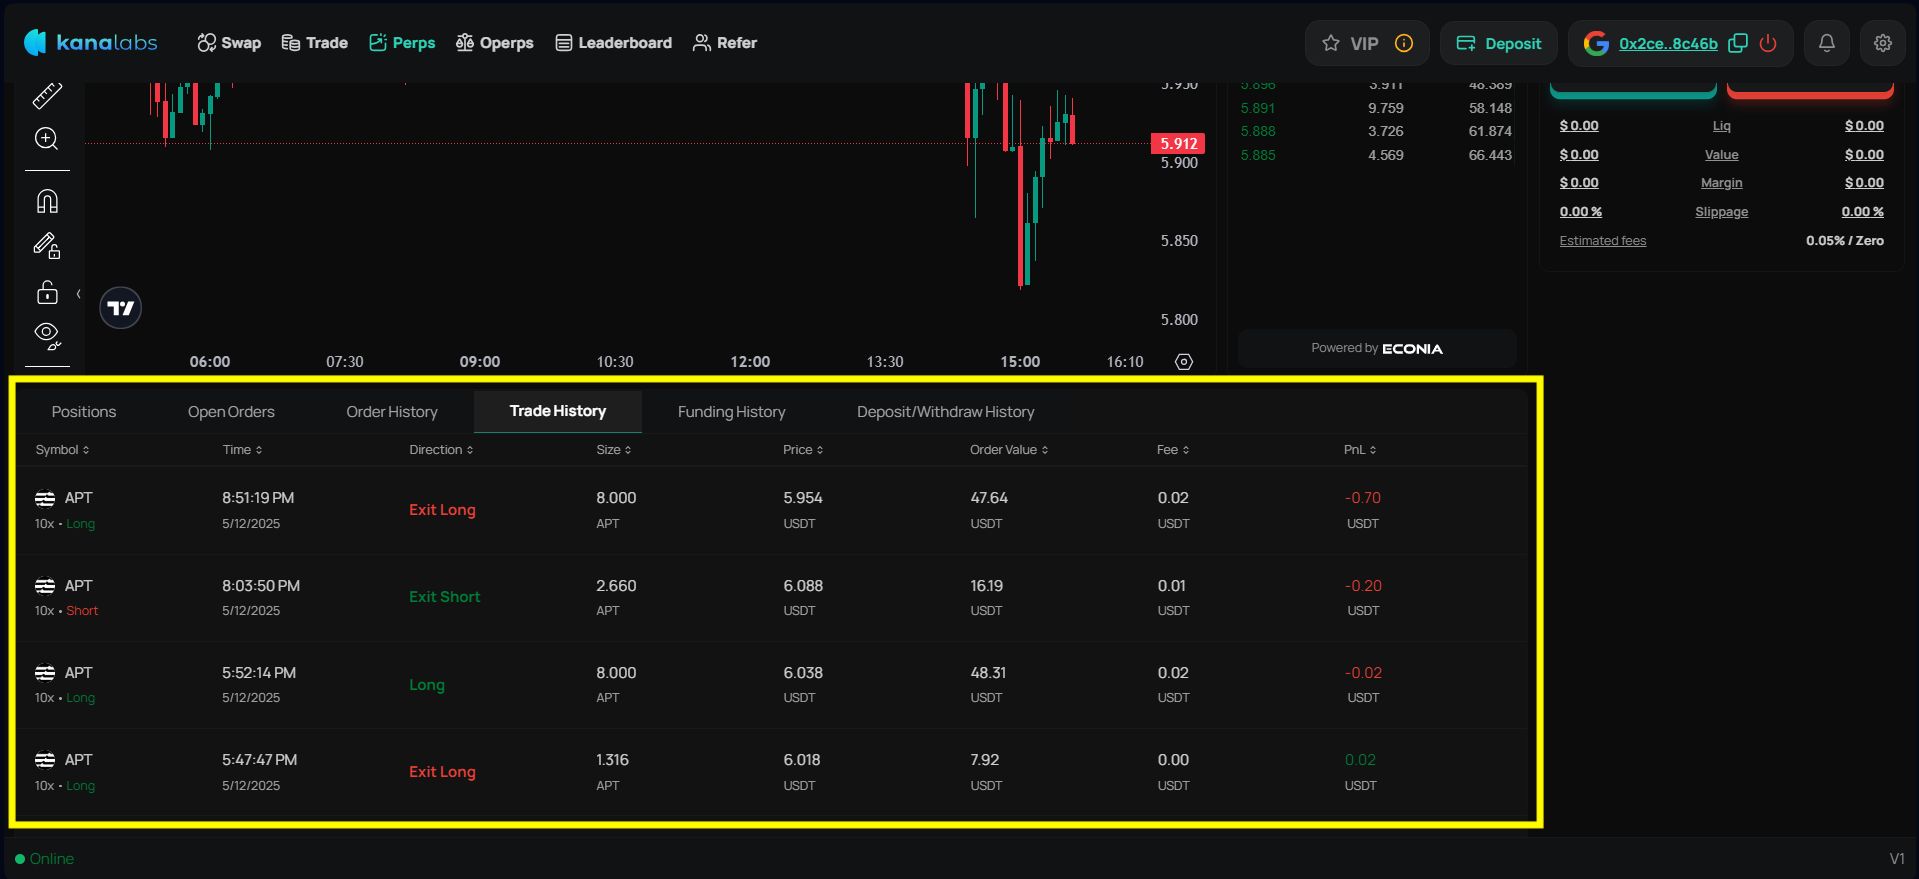 kanalabs Swap Trade Perps Operps Leaderboard Refer VIP Deposit 0x2ce..8c46b
5.950
5.912
5.900
5.850
5.800
06:00 07:30 09:00 10:30 12:00 13:30 15:00 16:10
5.896 3.911 48.389
5.891 9.759 58.148
5.888 3.726 61.874
5.885 4.569 66.443
Powered by ECONIA
$ 0.00 Liq $ 0.00
$ 0.00 Value $ 0.00
$ 0.00 Margin $ 0.00
0.00 % Slippage 0.00 %
Estimated fees 0.05% / Zero
Positions Open Orders Order History Trade History Funding History Deposit/Withdraw History
Symbol Time Direction Size Price Order Value Fee PnL
APT 8:51:19 PM Exit Long 8.000 5.954 47.64 0.02 -0.70
10x • Long 5/12/2025 APT USDT USDT USDT USDT
APT 8:03:50 PM Exit Short 2.660 6.088 16.19 0.01 -0.20
10x • Short 5/12/2025 APT USDT USDT USDT USDT
APT 5:52:14 PM Long 8.000 6.038 48.31 0.02 -0.02
10x • Long 5/12/2025 APT USDT USDT USDT USDT
APT 5:47:47 PM Exit Long 1.316 6.018 7.92 0.00 0.02
10x • Long 5/12/2025 APT USDT USDT USDT USDT
Online V1